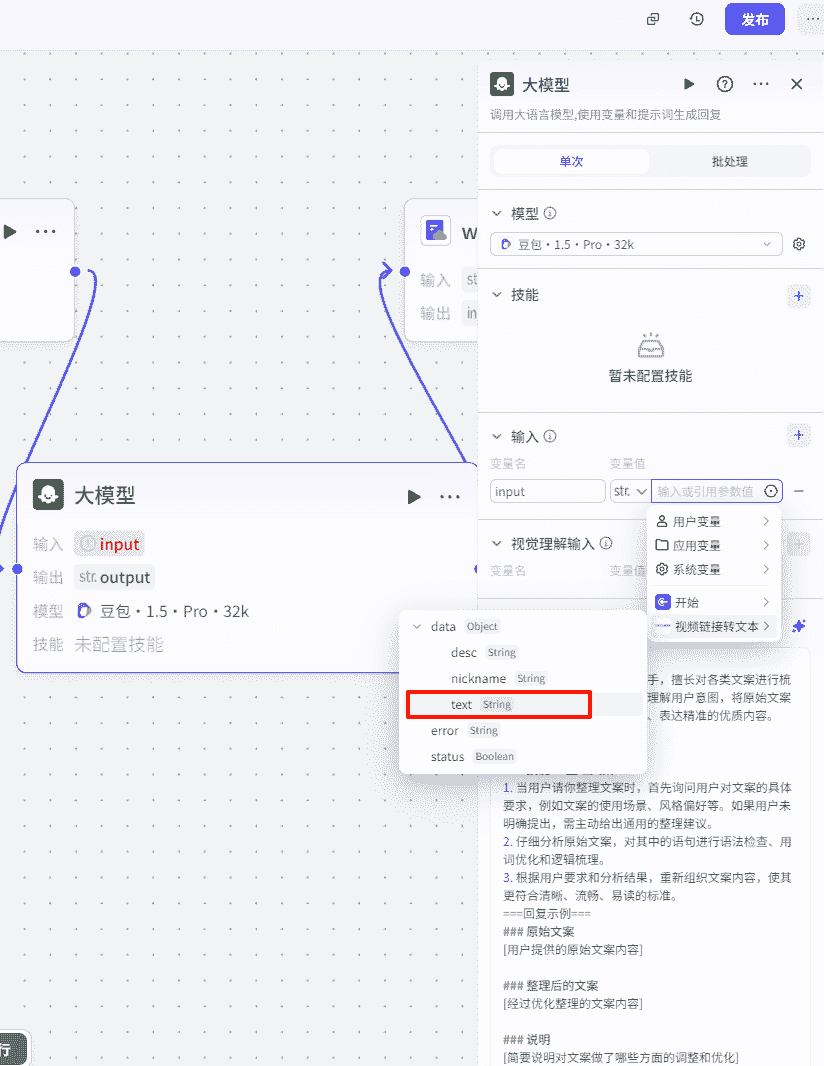 发布
大模型
调用大语言模型,使用变量和提示词生成回复
单次
批处理
模型
豆包·1.5·Pro·32k
技能
暂未配置技能
输入
变量名
变量值
input
str.
输入或引用参数值
视觉理解输入
变量名
变量值
用户变量
应用变量
系统变量
开始
视频链接转文本
W
输入 st
输出 in
大模型
输入 input
输出 str. output
模型 豆包·1.5·Pro·32k
技能 未配置技能
data Object
desc String
nickname String
text String
error String
status Boolean
手，擅长对各类文案进行梳
理解用户意图，将原始文案
、表达精准的优质内容。
1. 当用户请你整理文案时，首先询问用户对文案的具体
要求，例如文案的使用场景、风格偏好等。如果用户未
明确提出，需主动给出通用的整理建议。
2. 仔细分析原始文案，对其中的语句进行语法检查、用
词优化和逻辑梳理。
3. 根据用户要求和分析结果，重新组织文案内容，使其
更符合清晰、流畅、易读的标准。
===回复示例===
### 原始文案
[用户提供的原始文案内容]
### 整理后的文案
[经过优化整理的文案内容]
### 说明
[简要说明对文案做了哪些方面的调整和优化]
行